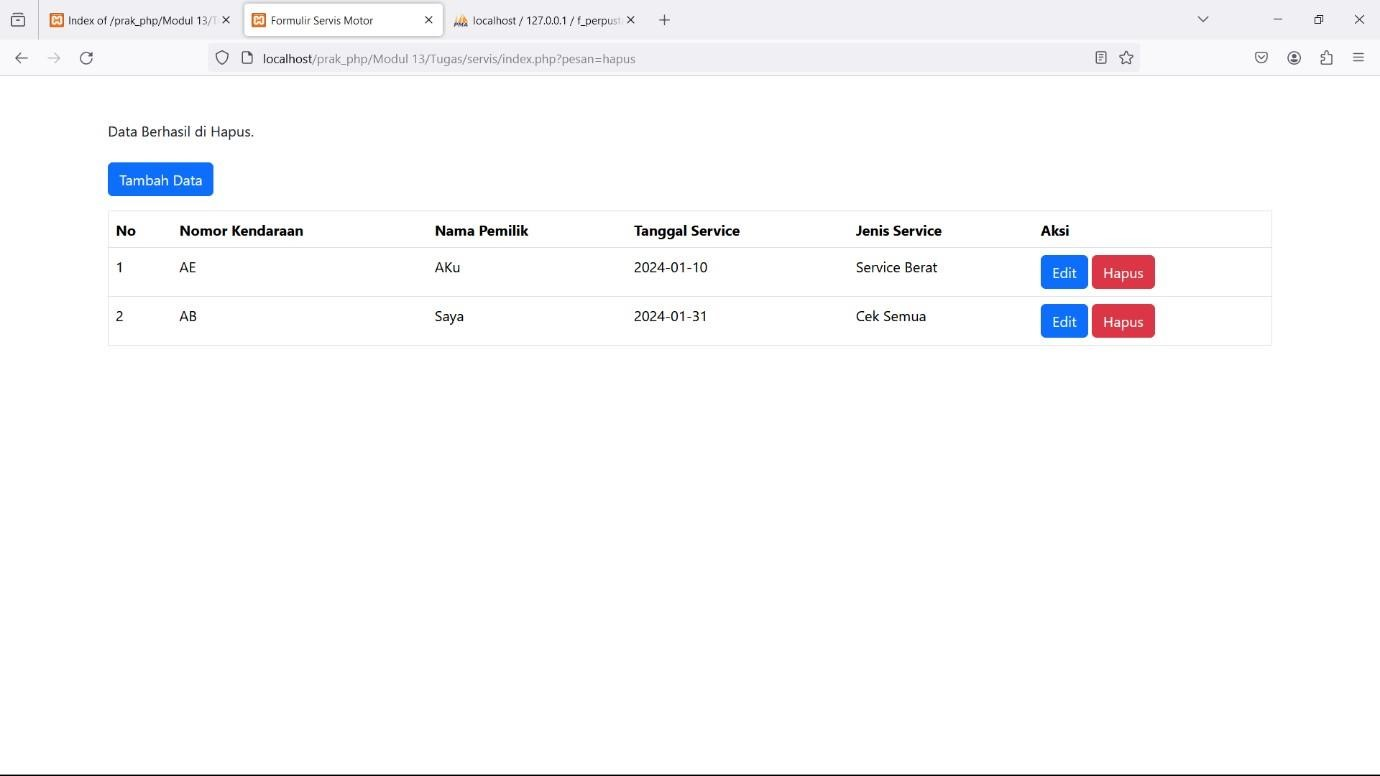 Index of /prak_php/Modul 13/T
Formulir Servis Motor
localhost / 127.0.0.1 / f_perpust
localhost/prak_php/Modul 13/Tugas/servis/index.php?pesan=hapus
Data Berhasil di Hapus.
Tambah Data
No Nomor Kendaraan Nama Pemilik Tanggal Service Jenis Service Aksi
1 AE AKu 2024-01-10 Service Berat Edit Hapus
2 AB Saya 2024-01-31 Cek Semua Edit Hapus